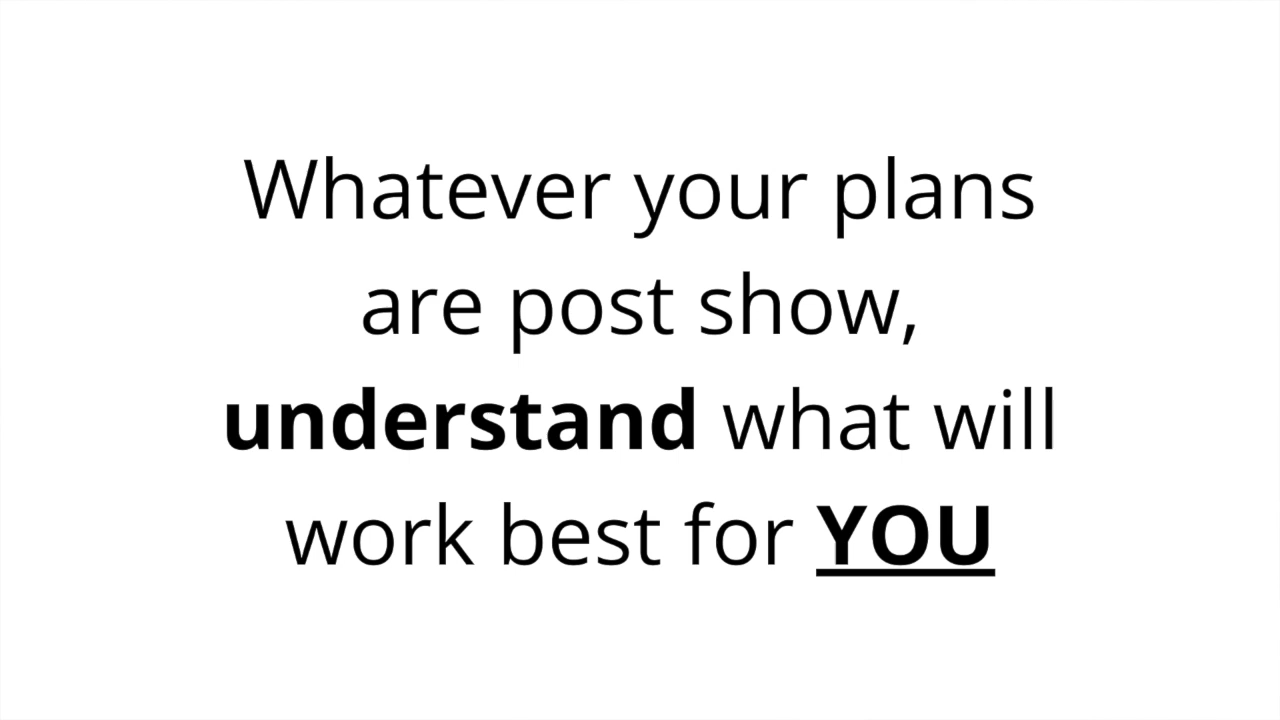 Whatever your plans
are post show,
understand what will
work best for YOU